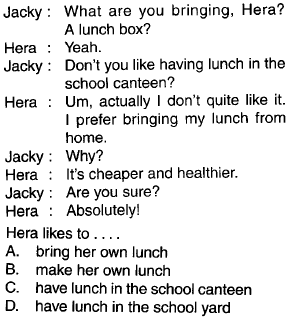 Jacky : What are you bringing, Hera?
A lunch box?
Hera : Yeah.
Jacky : Don't you like having lunch in the
school canteen?
Hera : Um, actually I don't quite like it.
I prefer bringing my lunch from
home.
Jacky : Why?
Hera : It's cheaper and healthier.
Jacky : Are you sure?
Hera : Absolutely!
Hera likes to . . . .
A. bring her own lunch
B. make her own lunch
C. have lunch in the school canteen
D. have lunch in the school yard